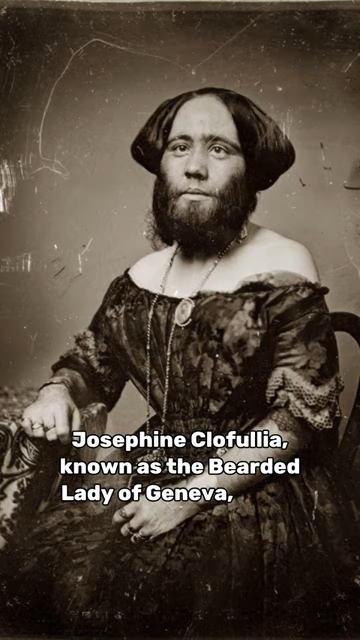 Josephine Clofullia,
known as the Bearded
Lady of Geneva,